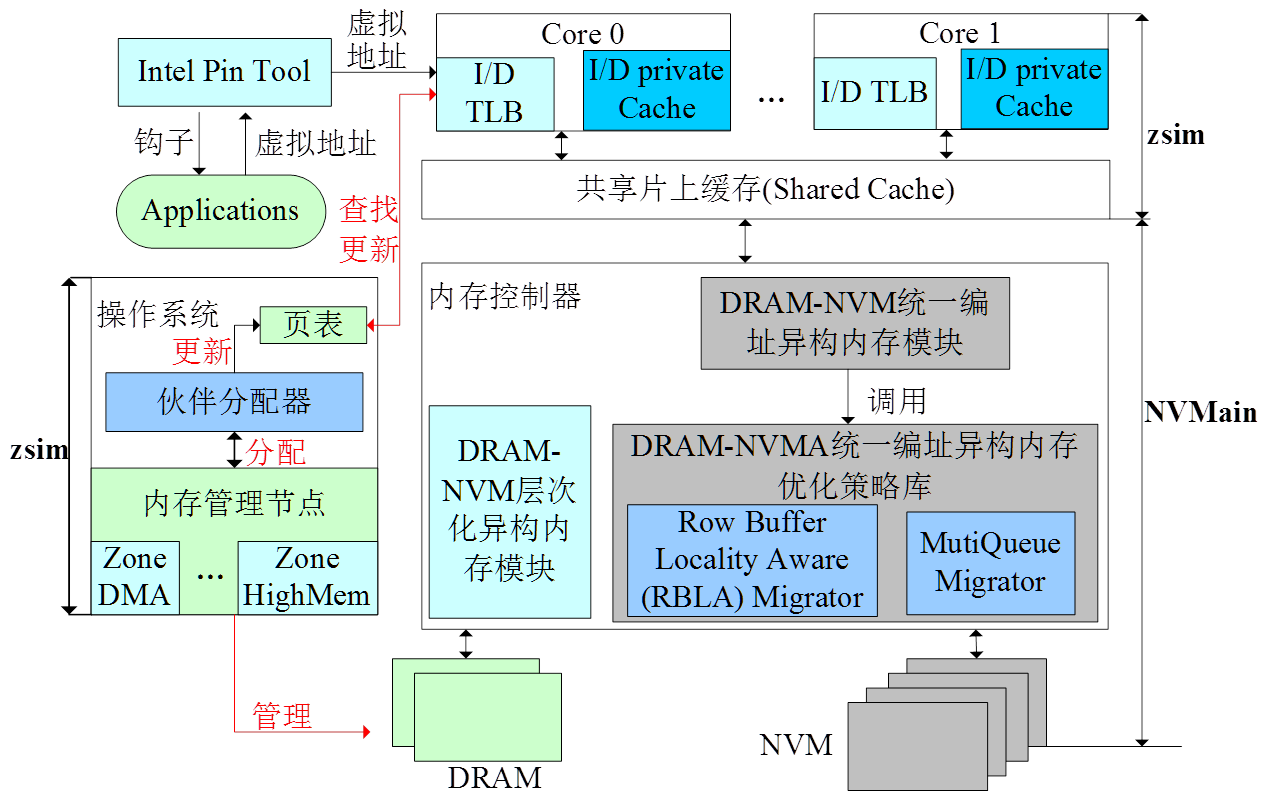 虚拟
地址
Intel Pin Tool
钩子
虚拟地址
Applications
Core 0
I/D
TLB
I/D private
Cache
...
Core 1
I/D TLB
I/D private
Cache
zsim
共享片上缓存(Shared Cache)
查找
更新
操作系统
页表
更新
伙伴分配器
分配
内存管理节点
Zone
DMA
...
Zone
HighMem
zsim
管理
内存控制器
DRAM-NVM统一编
址异构内存模块
调用
DRAM-
NVM层次
化异构内
存模块
DRAM-NVMA统一编址异构内存
优化策略库
Row Buffer
Locality Aware
(RBLA) Migrator
MutiQueue
Migrator
NVMain
DRAM
NVM